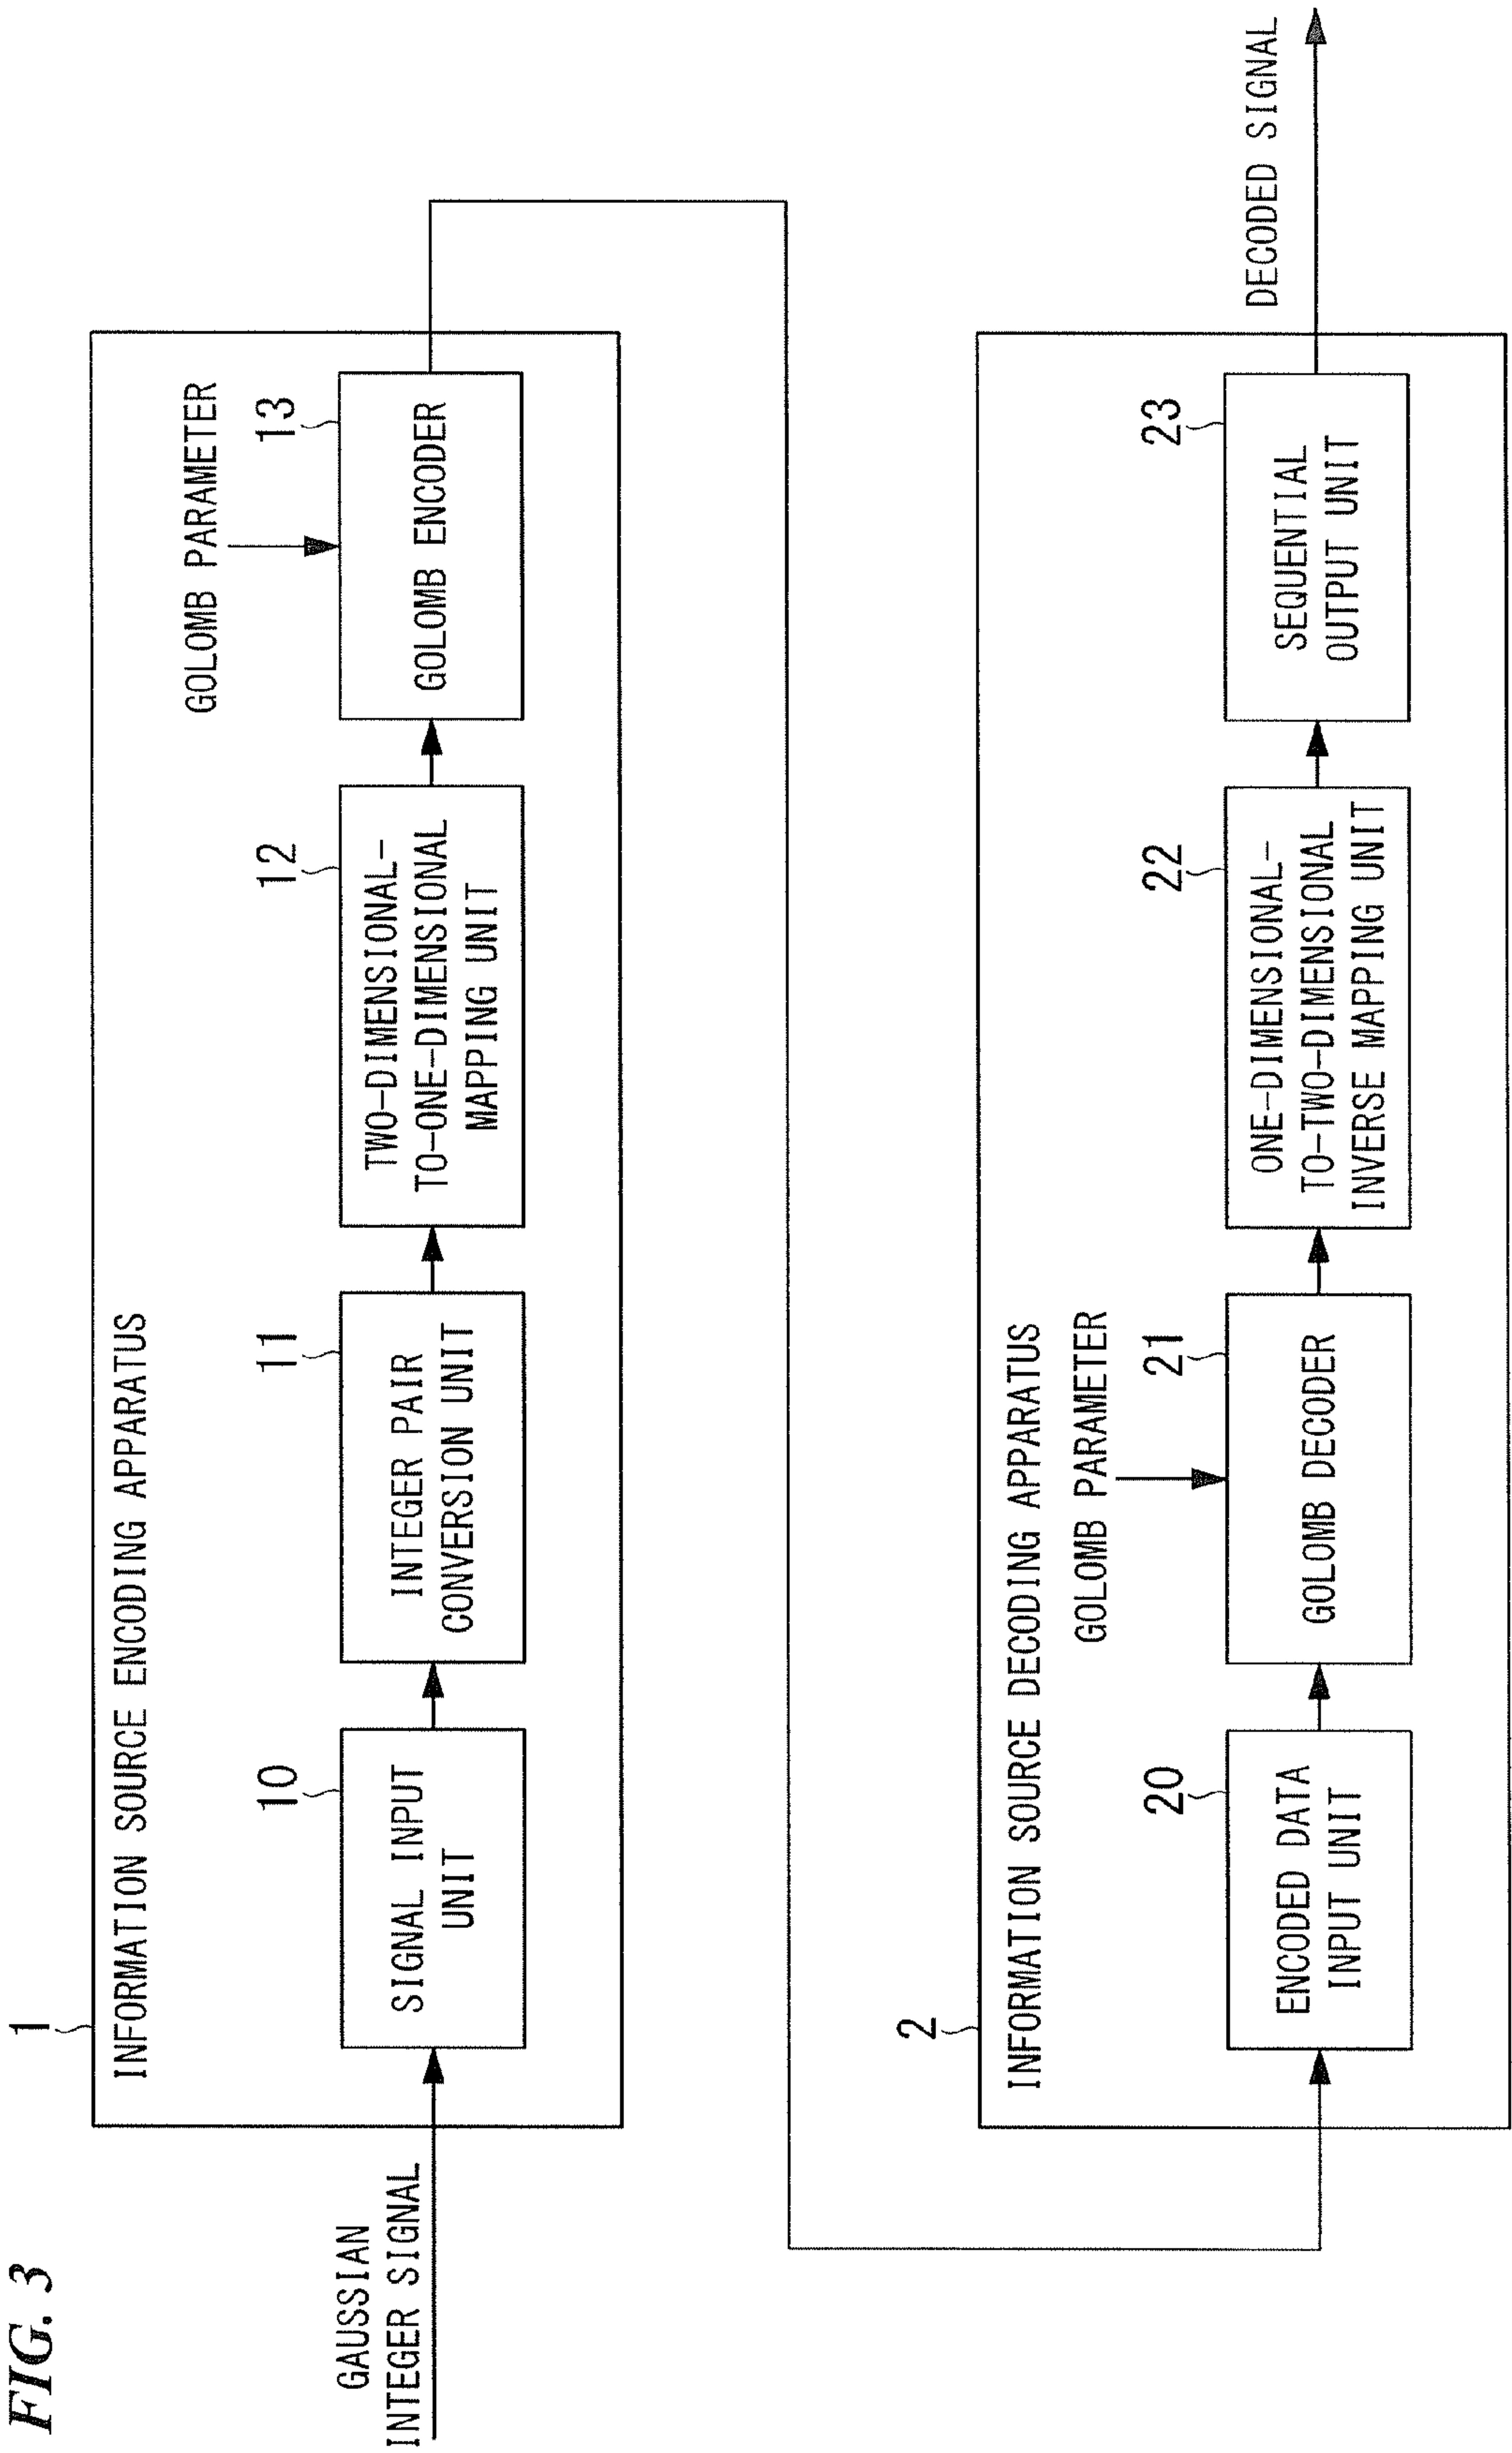 FIG. 3
1
INFORMATION SOURCE ENCODING APPARATUS
GOLOMB PARAMETER
GAUSSIAN
INTEGER SIGNAL
10
SIGNAL INPUT
UNIT
11
INTEGER PAIR
CONVERSION UNIT
12
TWO-DIMENSIONAL-
TO-ONE-DIMENSIONAL
MAPPING UNIT
13
GOLOMB ENCODER
2
INFORMATION SOURCE DECODING APPARATUS
GOLOMB PARAMETER
20
ENCODED DATA
INPUT UNIT
21
GOLOMB DECODER
22
ONE-DIMENSIONAL-
TO-TWO-DIMENSIONAL
INVERSE MAPPING UNIT
23
SEQUENTIAL
OUTPUT UNIT
DECODED SIGNAL